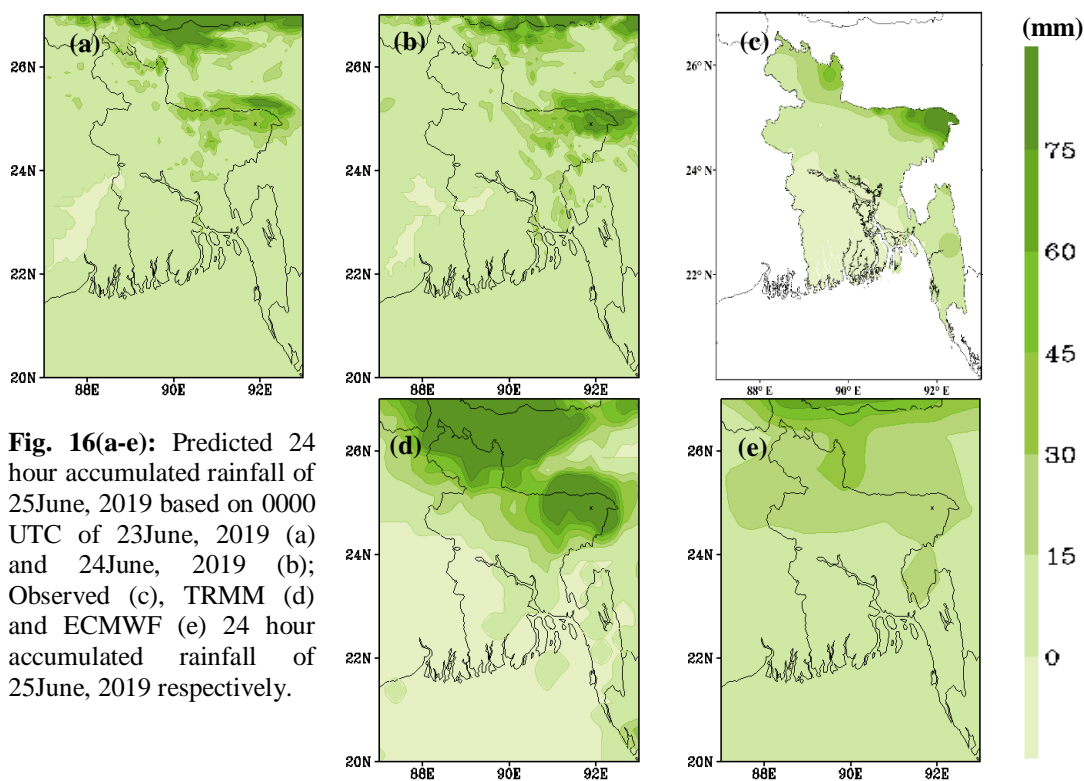 (a)
26N
24N
22N
20N
88E 90E 92E
(b)
26N
24N
22N
20N
88E 90E 92E
(c)
26° N
24° N
22° N
88° E 90° E 92° E
(mm)
75
60
45
30
15
0
Fig. 16(a-e): Predicted 24
hour accumulated rainfall of
25June, 2019 based on 0000
UTC of 23June, 2019 (a)
and 24June, 2019 (b);
Observed (c), TRMM (d)
and ECMWF (e) 24 hour
accumulated rainfall of
25June, 2019 respectively.
(d)
26N
24N
22N
20N
88E 90E 92E
(e)
26N
24N
22N
20N
88E 90E 92E